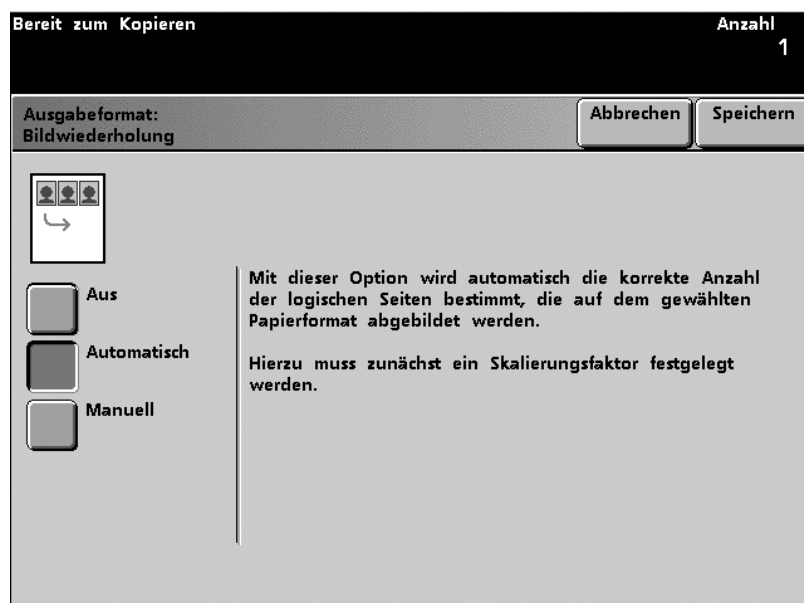 Bereit zum Kopieren
Anzahl
1
Ausgabeformat:
Bildwiederholung
Abbrechen
Speichern
Aus
Automatisch
Manuell
Mit dieser Option wird automatisch die korrekte Anzahl
der logischen Seiten bestimmt, die auf dem gewählten
Papierformat abgebildet werden.
Hierzu muss zunächst ein Skalierungsfaktor festgelegt
werden.